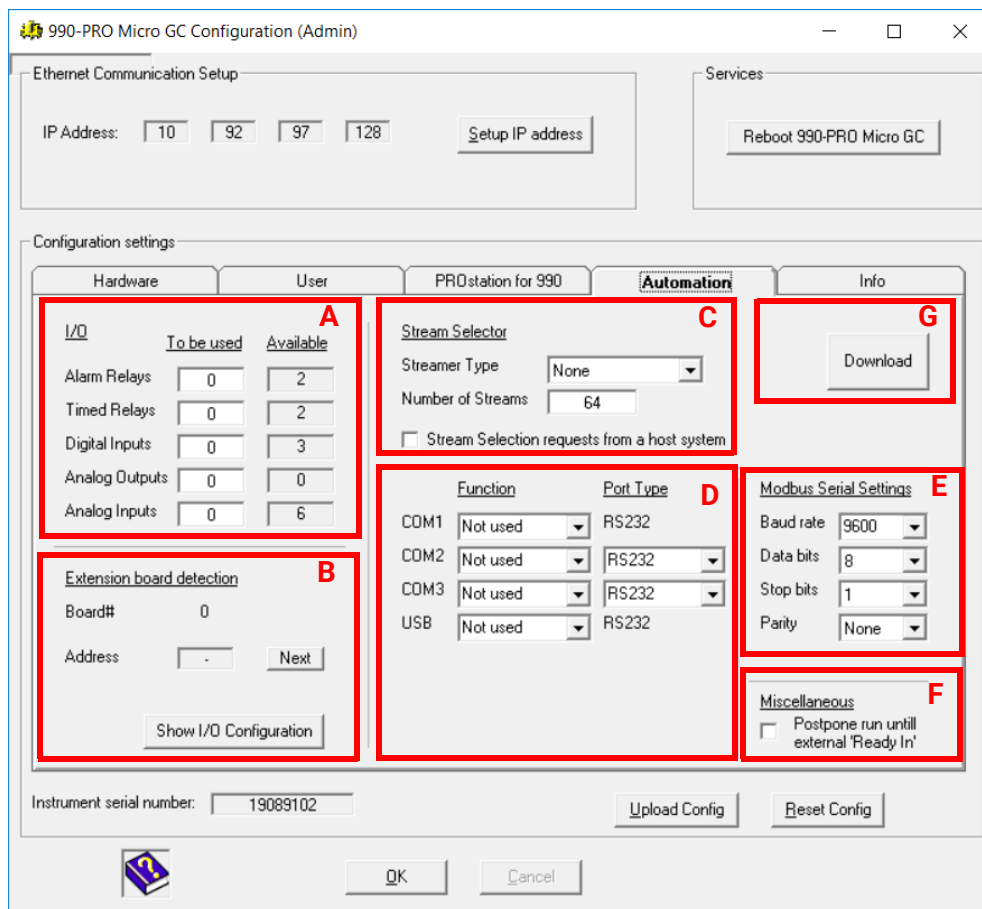 990-PRO Micro GC Configuration (Admin)
Ethernet Communication Setup
IP Address: 10 92 97 128
Setup IP address
Services
Reboot 990-PRO Micro GC
Configuration settings
Hardware User PROstation for 990 Automation Info
A
I/O To be used Available
Alarm Relays 0 2
Timed Relays 0 2
Digital Inputs 0 3
Analog Outputs 0 0
Analog Inputs 0 6
B
Extension board detection
Board# 0
Address - Next
Show I/O Configuration
C
Stream Selector
Streamer Type None
Number of Streams 64
Stream Selection requests from a host system
D
Function Port Type
COM1 Not used RS232
COM2 Not used RS232
COM3 Not used RS232
USB Not used RS232
G
Download
E
Modbus Serial Settings
Baud rate 9600
Data bits 8
Stop bits 1
Parity None
F
Miscellaneous
Postpone run untill
external 'Ready In'
Instrument serial number: 19089102
Upload Config
Reset Config
?
OK
Cancel